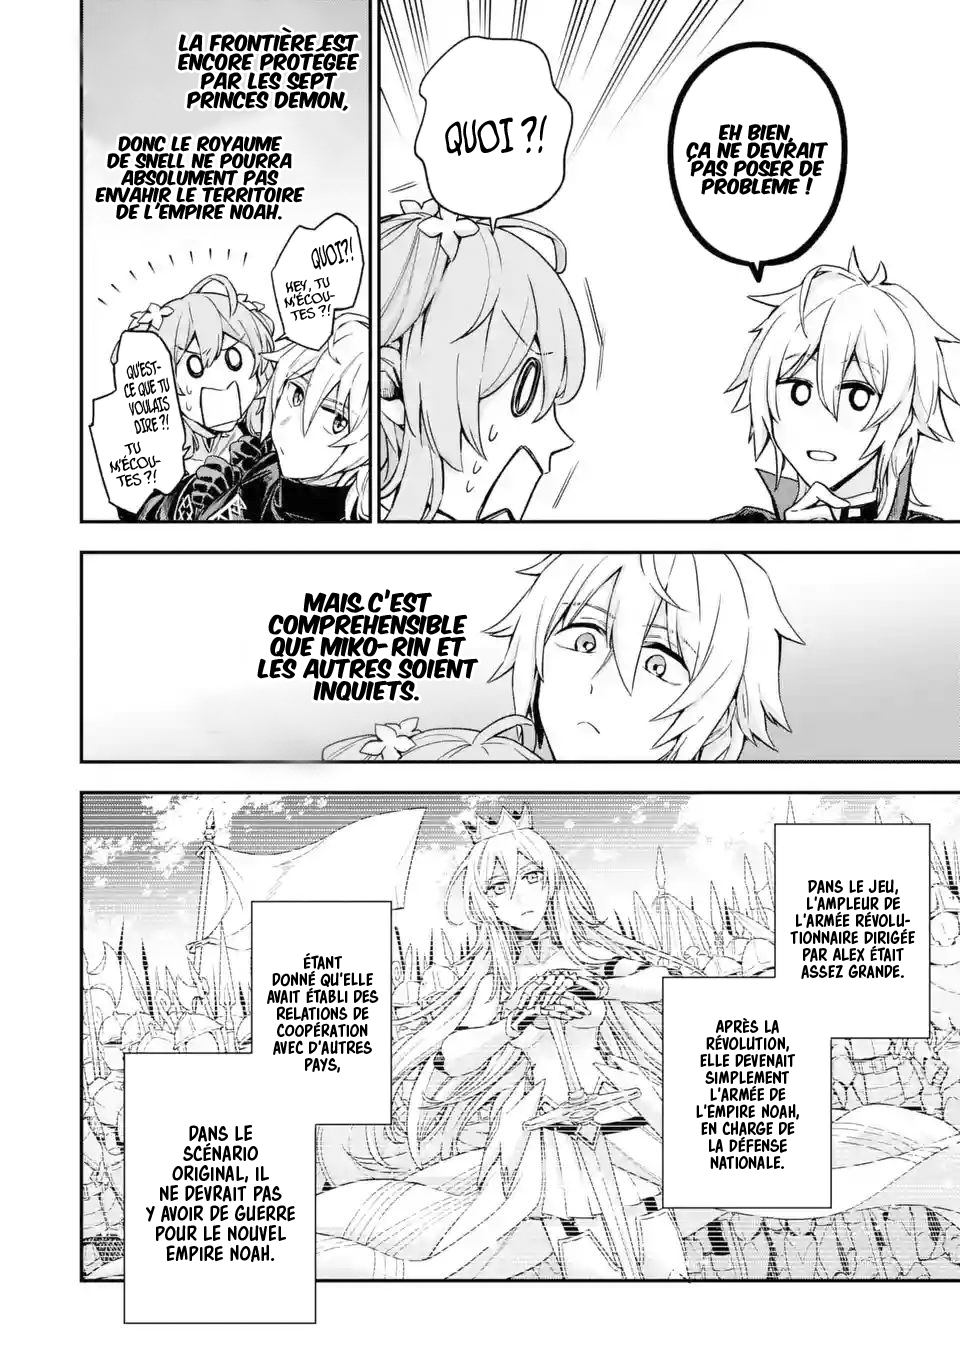 EH BIEN,
ÇA NE DEVRAIT
PAS POSER DE
PROBLEME !
QUOI ?!
LA FRONTIÈRE EST
ENCORE PROTÉGÉE
PAR LES SEPT
PRINCES DÉMON,
DONC LE ROYAUME
DE SNELL NE POURRA
ABSOLUMENT PAS
ENVAHIR LE TERRITOIRE
DE L'EMPIRE NOAH.
QUOI?!
HEY, TU
M'ÉCOU-
TES ?!
QU'EST-
CE QUE TU
VOULAIS
DIRE ?!
TU
M'ÉCOU-
TES ?!
MAIS C'EST
COMPRÉHENSIBLE
QUE MIKO-RIN ET
LES AUTRES SOIENT
INQUIETS.
DANS LE JEU,
L'AMPLEUR DE
L'ARMÉE RÉVOLU-
TIONNAIRE DIRIGÉE
PAR ALEX ÉTAIT
ASSEZ GRANDE.
APRÈS LA
RÉVOLUTION,
ELLE DEVENAIT
SIMPLEMENT
L'ARMÉE DE
L'EMPIRE NOAH,
EN CHARGE DE
LA DÉFENSE
NATIONALE.
ÉTANT
DONNÉ QU'ELLE
AVAIT ÉTABLI DES
RELATIONS DE
COOPÉRATION
AVEC D'AUTRES
PAYS,
DANS LE
SCÉNARIO
ORIGINAL, IL
NE DEVRAIT PAS
Y AVOIR DE GUERRE
POUR LE NOUVEL
EMPIRE NOAH.